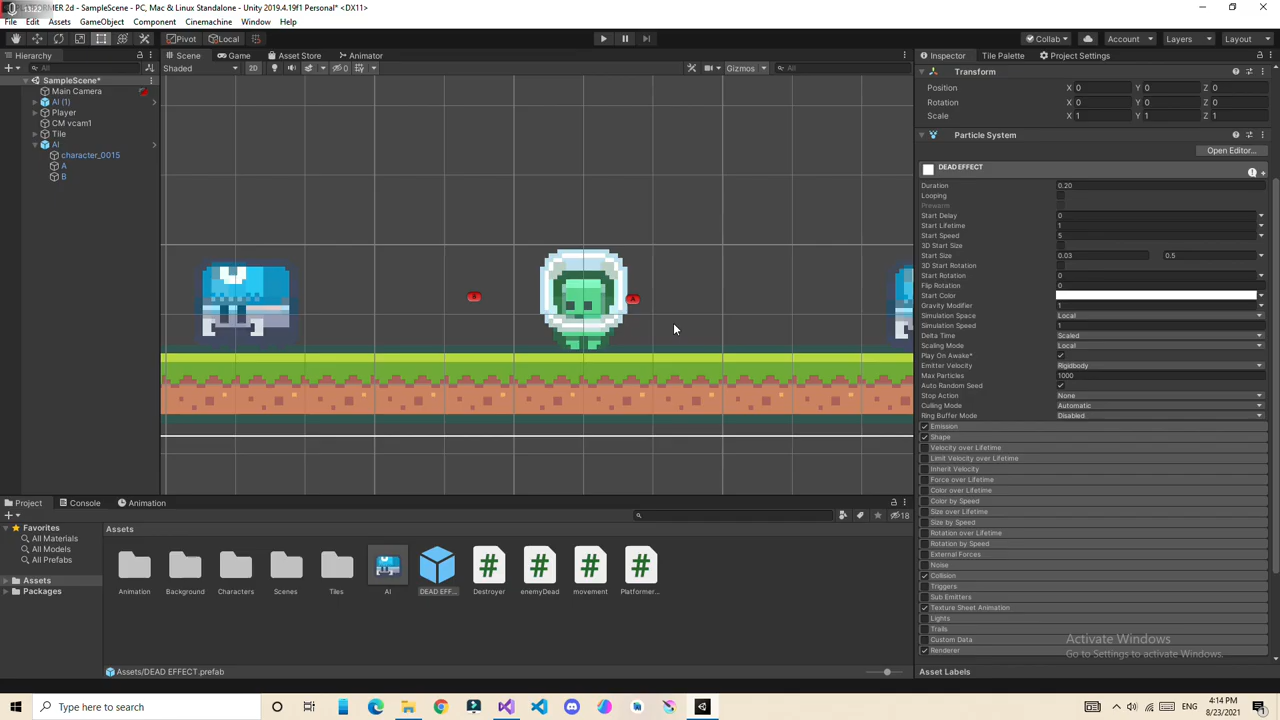 RMER 2d - SampleScene - PC, Mac & Linux Standalone - Unity 2019.4.19f1 Personal* <DX11>
File Edit Assets GameObject Component Cinemachine Window Help
Pivot Local Collab Account Layers Layout
Hierarchy Scene Game Asset Store Animator Inspector Tile Palette Project Settings
All Shaded 2D 0 Gizmos All
SampleScene*
Main Camera
AI (1)
Player
CM vcam1
Tile
AI
character_0015
A
B
B
A
Transform
Position X 0 Y 0 Z 0
Rotation X 0 Y 0 Z 0
Scale X 1 Y 1 Z 1
Particle System
Open Editor...
DEAD EFFECT
Duration 0.20
Looping
Prewarm
Start Delay 0
Start Lifetime 1
Start Speed 5
3D Start Size
Start Size 0.03 0.5
3D Start Rotation
Start Rotation 0
Flip Rotation 0
Start Color
Gravity Modifier 1
Simulation Space Local
Simulation Speed 1
Delta Time Scaled
Scaling Mode Local
Play On Awake*
Emitter Velocity Rigidbody
Max Particles 1000
Auto Random Seed
Stop Action None
Culling Mode Automatic
Ring Buffer Mode Disabled
Emission
Shape
Velocity over Lifetime
Limit Velocity over Lifetime
Inherit Velocity
Force over Lifetime
Color over Lifetime
Color by Speed
Size over Lifetime
Size by Speed
Rotation over Lifetime
Rotation by Speed
External Forces
Noise
Collision
Triggers
Sub Emitters
Texture Sheet Animation
Lights
Trails
Custom Data
Renderer
Asset Labels
Activate Windows
Go to Settings to activate Windows.
Project Console Animation
18
Favorites
All Materials
All Models
All Prefabs
Assets
Packages
Assets
Animation Background Characters Scenes Tiles AI DEAD EFF... Destroyer enemyDead movement Platformer...
Assets/DEAD EFFECT.prefab
Type here to search
ENG
4:14 PM
8/23/2021
1